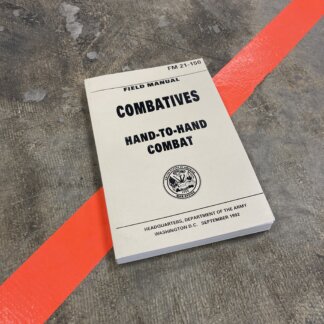 FM 21-150
FIELD MANUAL
COMBATIVES
HAND-TO-HAND
COMBAT
HEADQUARTERS, DEPARTMENT OF THE ARMY
WASHINGTON D.C. SEPTEMBER 1992